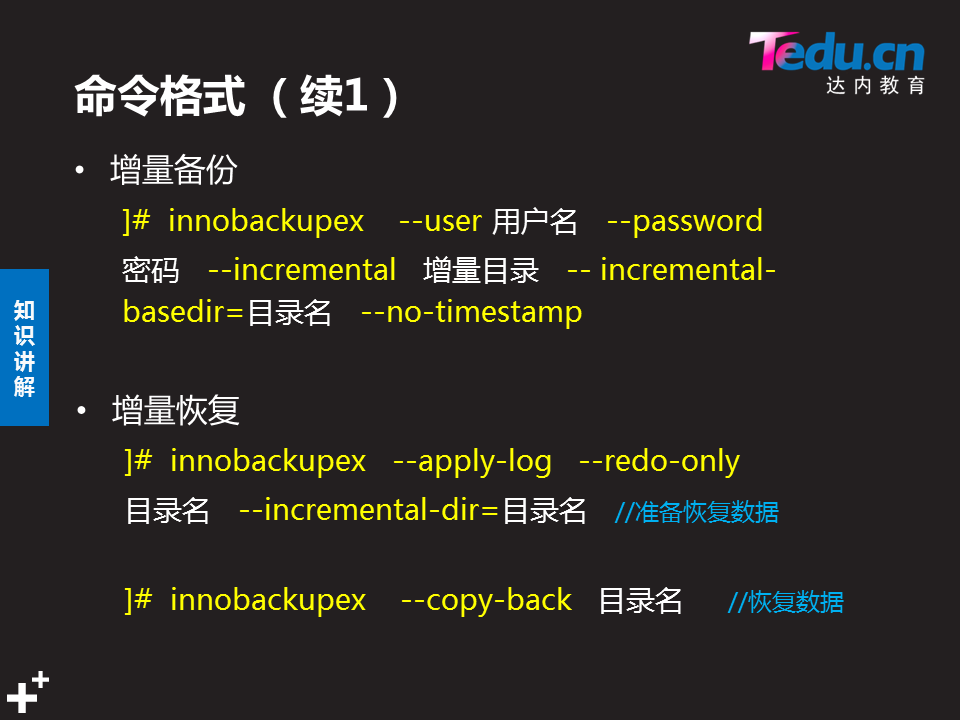 Tedu.cn
达内教育
命令格式 （续1）
• 增量备份
]# innobackupex --user 用户名 --password
密码 --incremental 增量目录 -- incremental-
basedir=目录名 --no-timestamp
知
识
讲
解
• 增量恢复
]# innobackupex --apply-log --redo-only
目录名 --incremental-dir=目录名 //准备恢复数据
]# innobackupex --copy-back 目录名 //恢复数据